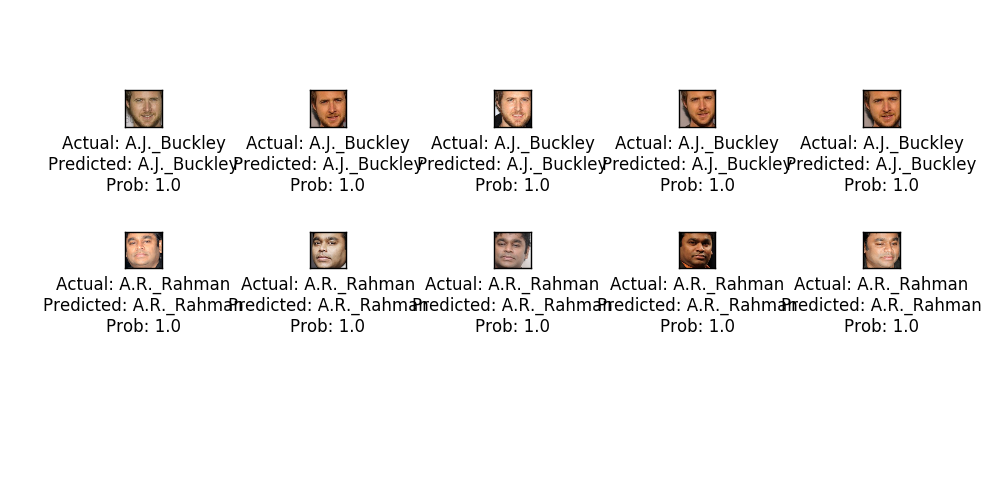 Actual: A.J._Buckley Actual: A.J._Buckley Actual: A.J._Buckley Actual: A.J._Buckley Actual: A.J._Buckley
Predicted: A.J._Buckley Predicted: A.J._Buckley Predicted: A.J._Buckley Predicted: A.J._Buckley Predicted: A.J._Buckley
Prob: 1.0 Prob: 1.0 Prob: 1.0 Prob: 1.0 Prob: 1.0
Actual: A.R._Rahman Actual: A.R._Rahman Actual: A.R._Rahman Actual: A.R._Rahman Actual: A.R._Rahman
Predicted: A.R._Rahman Predicted: A.R._Rahman Predicted: A.R._Rahman Predicted: A.R._Rahman Predicted: A.R._Rahman
Prob: 1.0 Prob: 1.0 Prob: 1.0 Prob: 1.0 Prob: 1.0